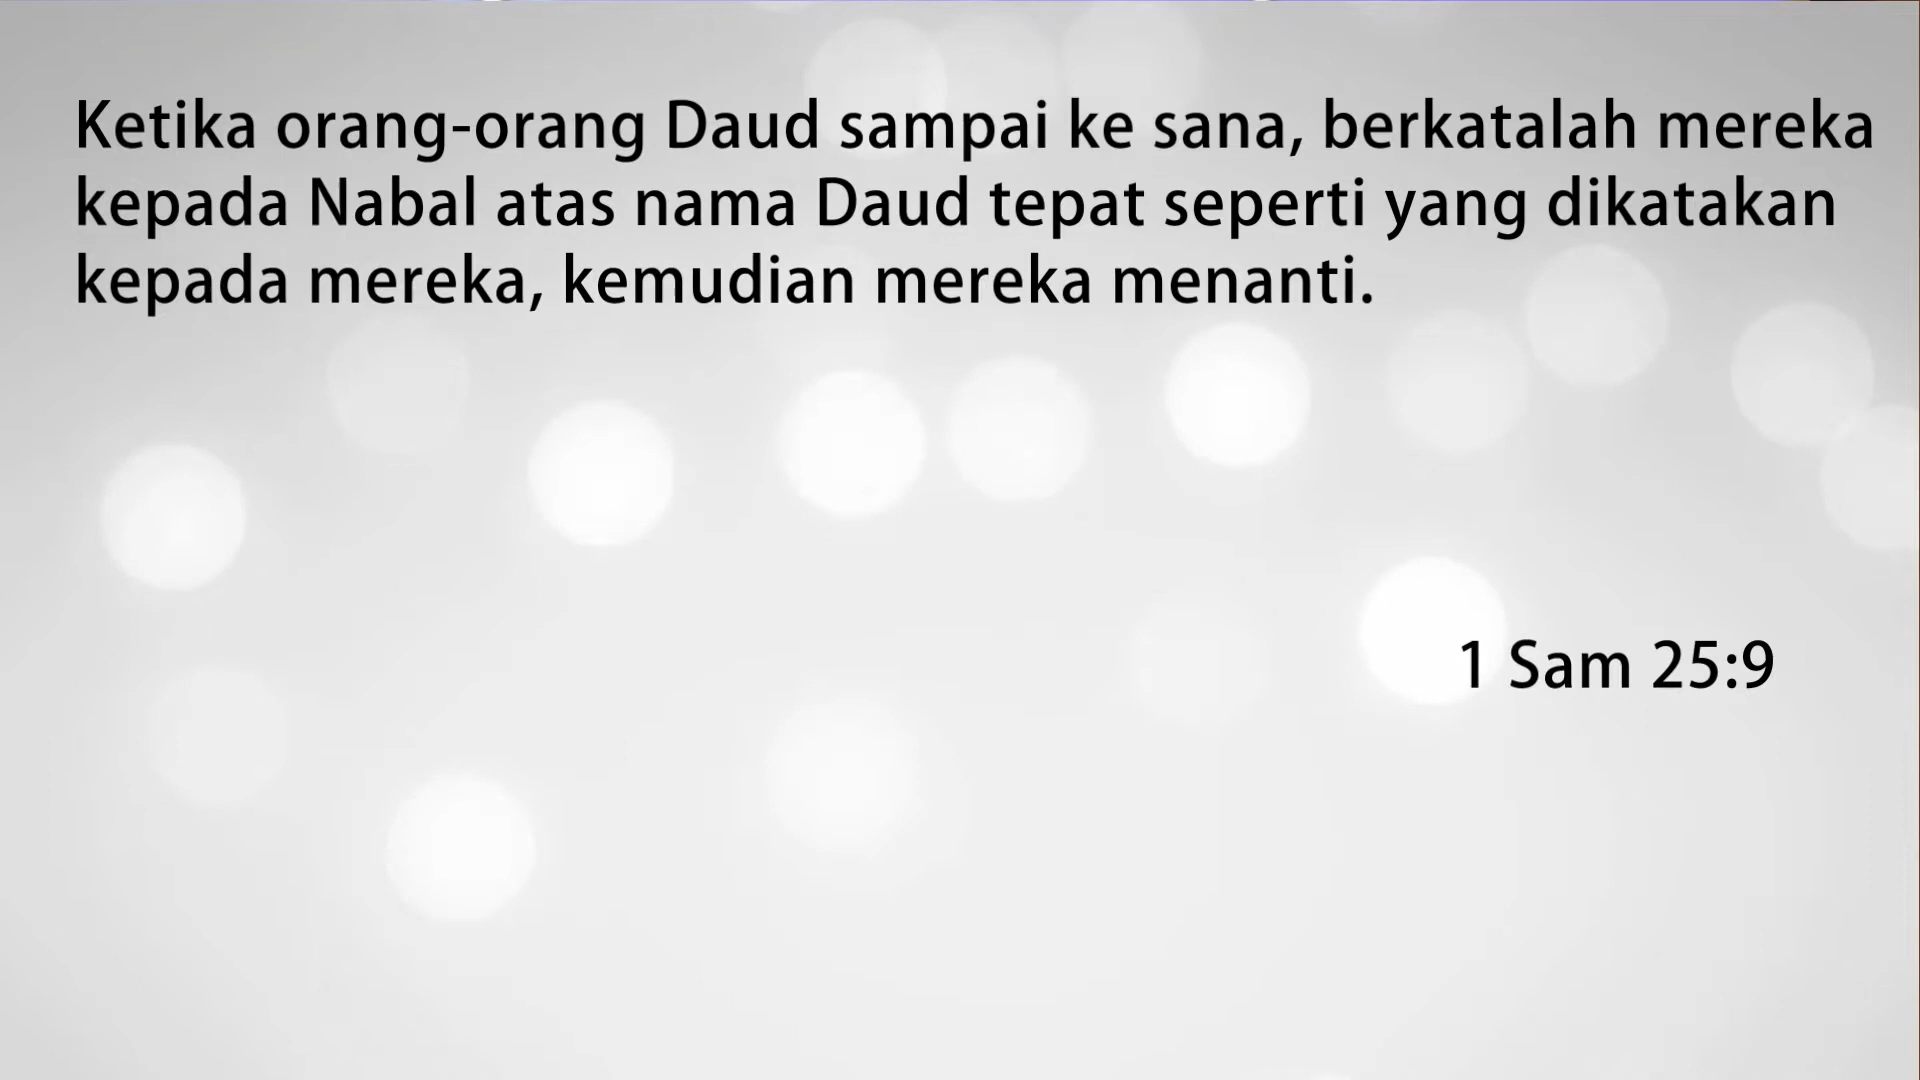 Ketika orang-orang Daud sampai ke sana, berkatalah mereka
kepada Nabal atas nama Daud tepat seperti yang dikatakan
kepada mereka, kemudian mereka menanti.
1 Sam 25:9